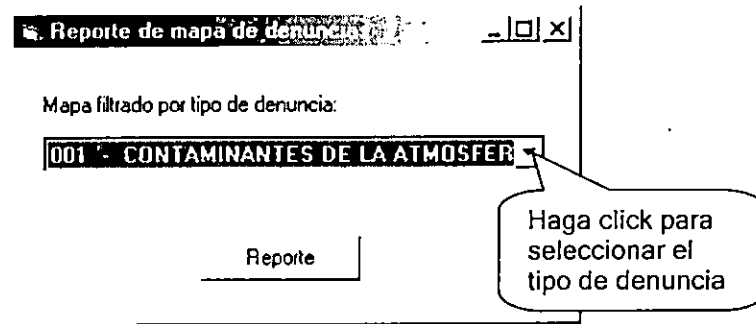 Reporte de mapa de denuncia
Mapa filtrado por tipo de denuncia:
001 - CONTAMINANTES DE LA ATMOSFER
Haga click para
seleccionar el
tipo de denuncia
Reporte